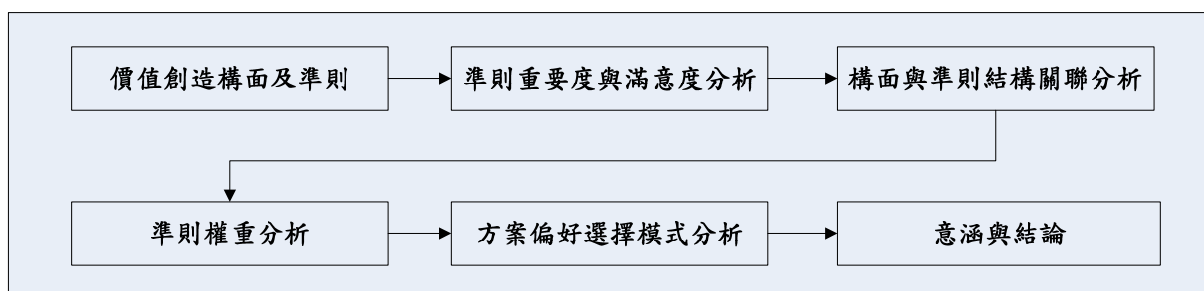 價值創造構面及準則
準則重要度與滿意度分析
構面與準則結構關聯分析
準則權重分析
方案偏好選擇模式分析
意涵與結論